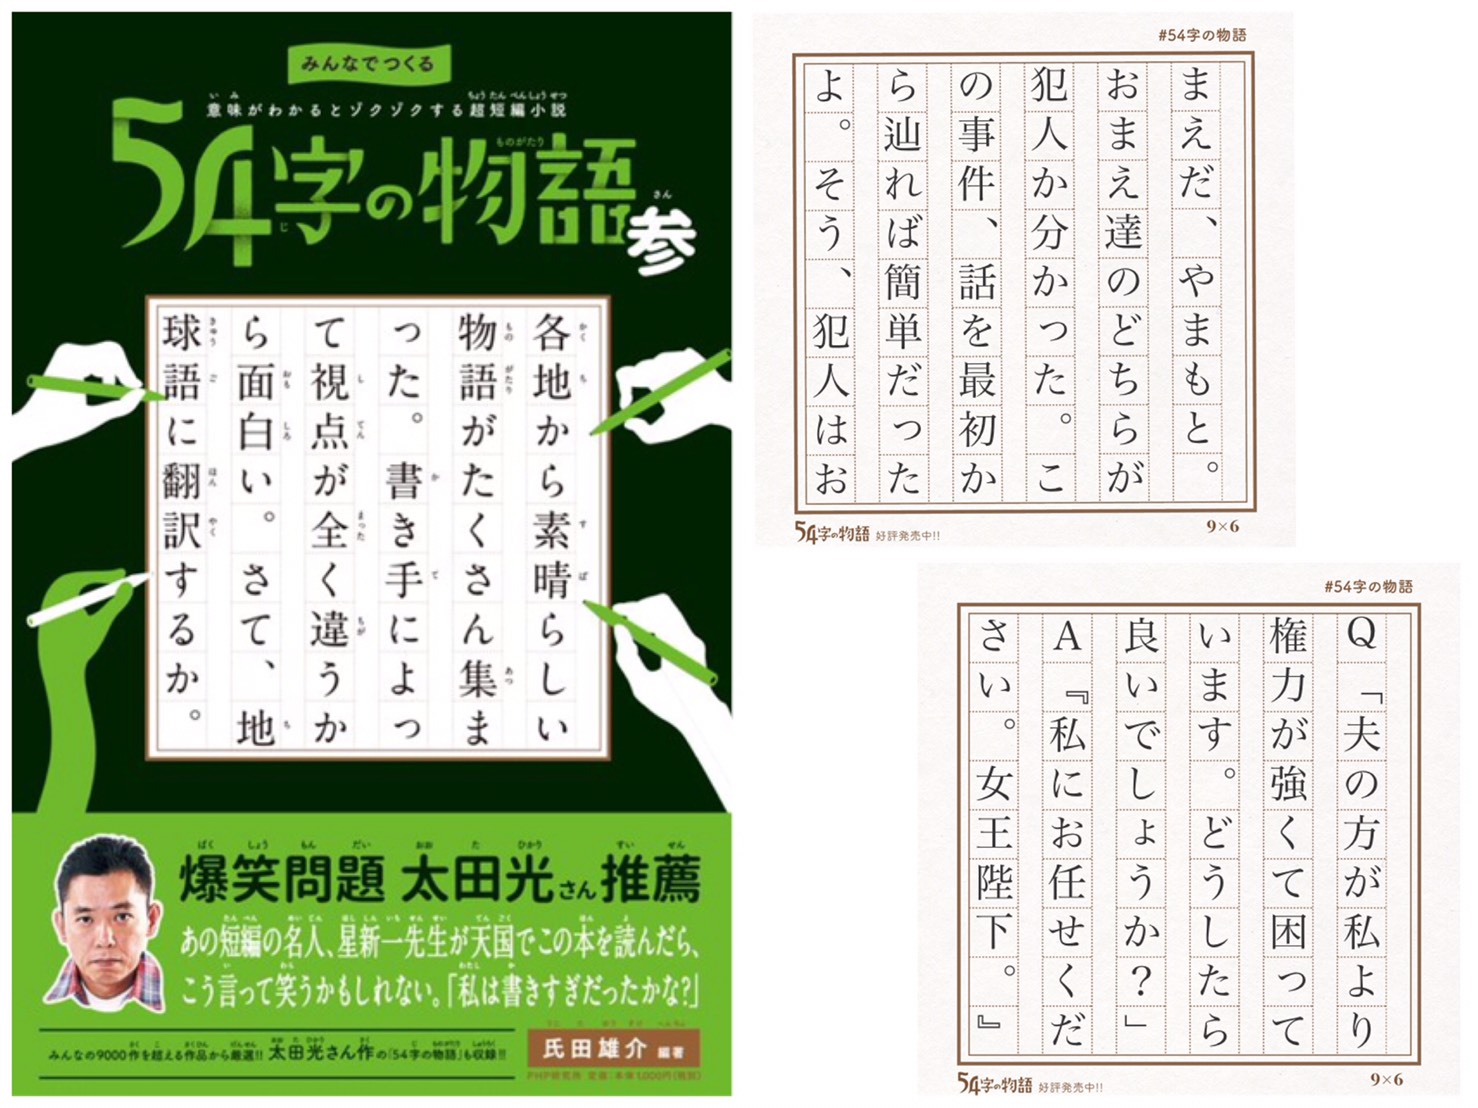 みんなでつくる
意味がわかるとゾクゾクする超短編小説
54字の物語 参
各地から素晴らしい
物語がたくさん集ま
った。書き手によっ
て視点が全く違うか
ら面白い。さて、地
球語に翻訳するか。
爆笑問題 太田光さん推薦
あの短編の名人、星新一先生が天国でこの本を読んだら、
こう言って笑うかもしれない。「私は書きすぎだったかな?」
みんなの9000作を超える作品から厳選!! 太田光さん作の「54字の物語」も収録!!
氏田雄介 編著
PHP研究所 定価:本体1,000円(税別)
#54字の物語
まえだ、やまもと。
おまえ達のどちらが
犯人か分かった。こ
の事件、話を最初か
ら辿れば簡単だった
よ。そう、犯人はお
54字の物語 好評発売中!!
9×6
#54字の物語
Q「夫の方が私より
権力が強くて困って
います。どうしたら
良いでしょうか?」
A『私にお任せくだ
さい。女王陛下。』
54字の物語 好評発売中!!
9×6